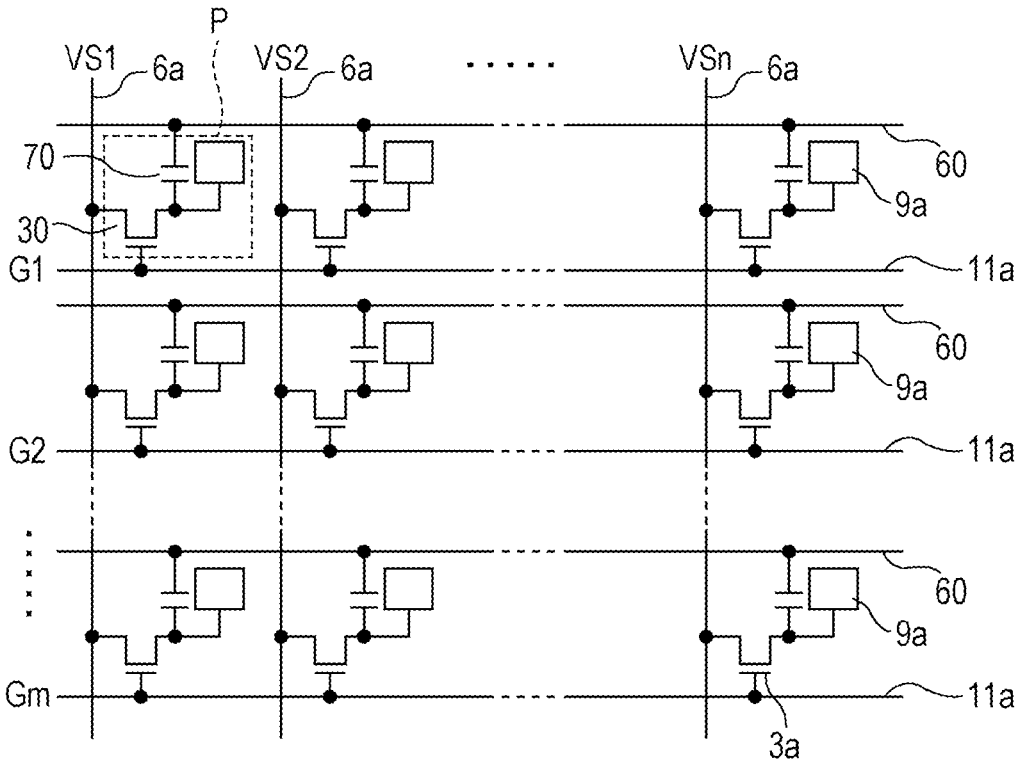 P
VS1 6a VS2 6a ..... VSn 6a
70 60
30 9a
G1 11a
60
9a
G2 11a
60
9a
Gm 11a
3a